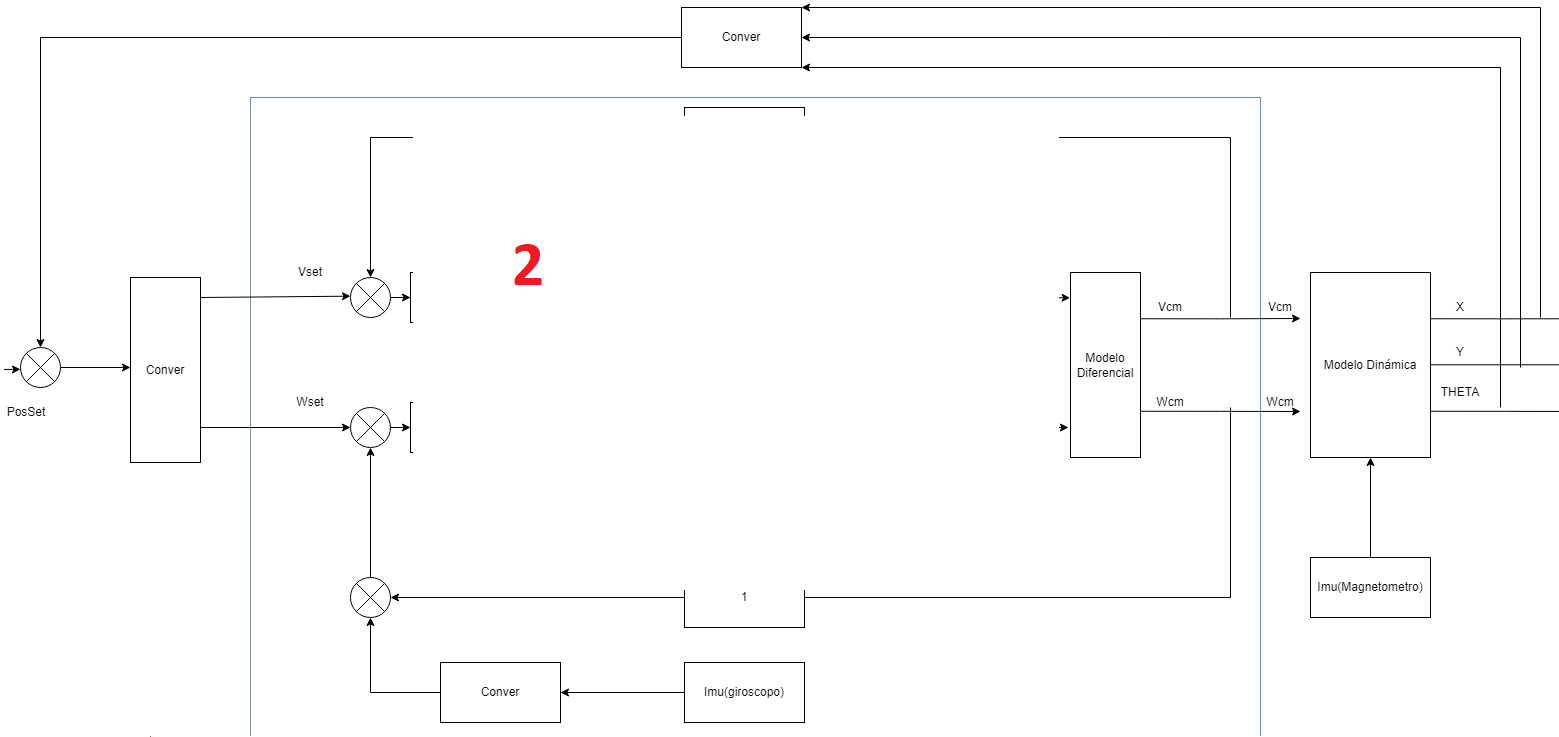 Conver
2
Vset
Vcm
Vcm
X
Y
Modelo
Diferencial
Modelo Dinámica
Conver
THETA
Wset
Wcm
Wcm
PosSet
Imu(Magnetometro)
1
Conver
Imu(giroscopo)